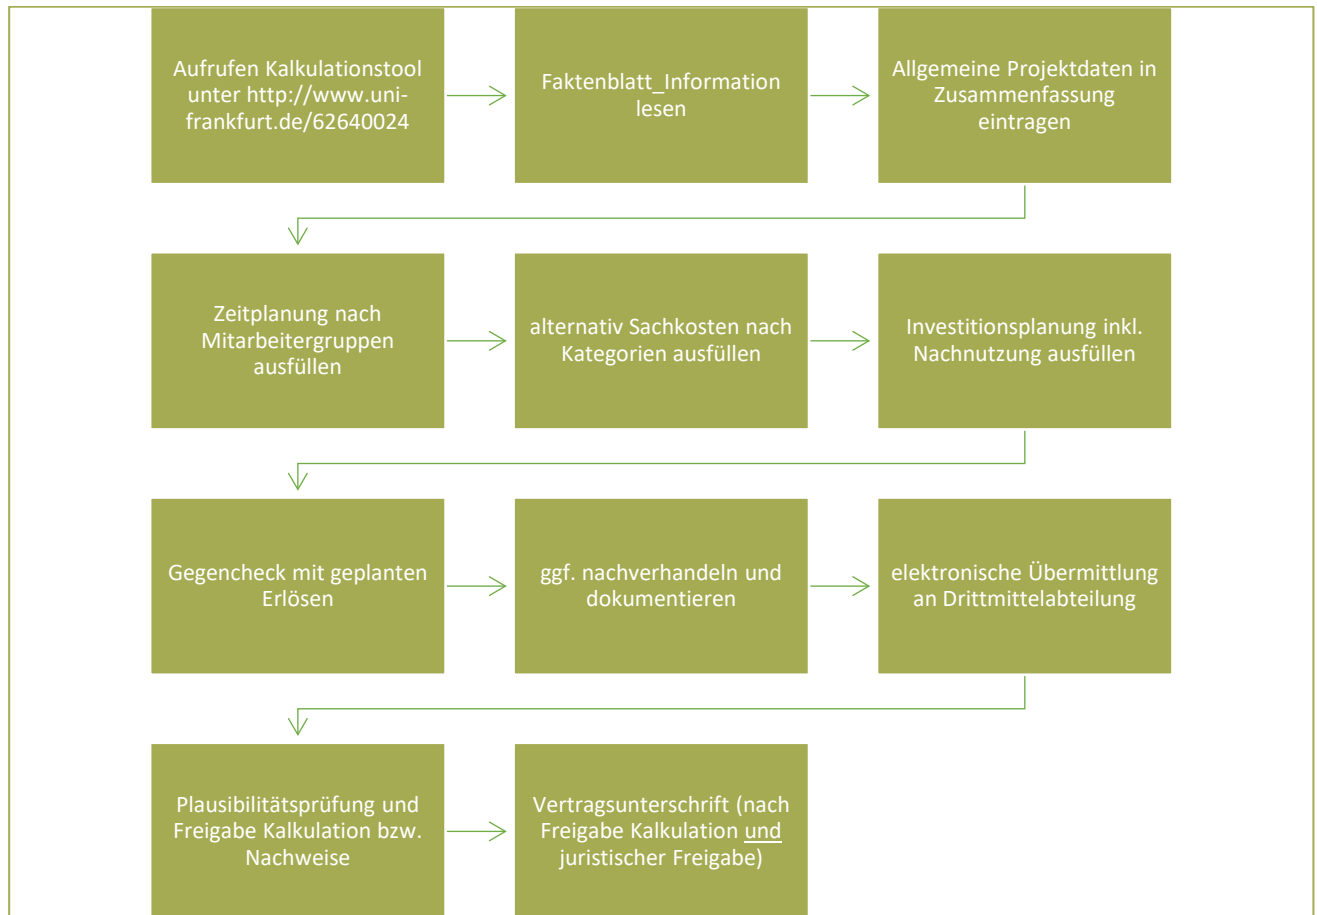 Aufrufen Kalkulationstool
unter http://www.uni-
frankfurt.de/62640024
Faktenblatt_Information
lesen
Allgemeine Projektdaten in
Zusammenfassung
eintragen
Zeitplanung nach
Mitarbeitergruppen
ausfüllen
alternativ Sachkosten nach
Kategorien ausfüllen
Investitionsplanung inkl.
Nachnutzung ausfüllen
Gegencheck mit geplanten
Erlösen
ggf. nachverhandeln und
dokumentieren
elektronische Übermittlung
an Drittmittelabteilung
Plausibilitätsprüfung und
Freigabe Kalkulation bzw.
Nachweise
Vertragsunterschrift (nach
Freigabe Kalkulation und
juristischer Freigabe)